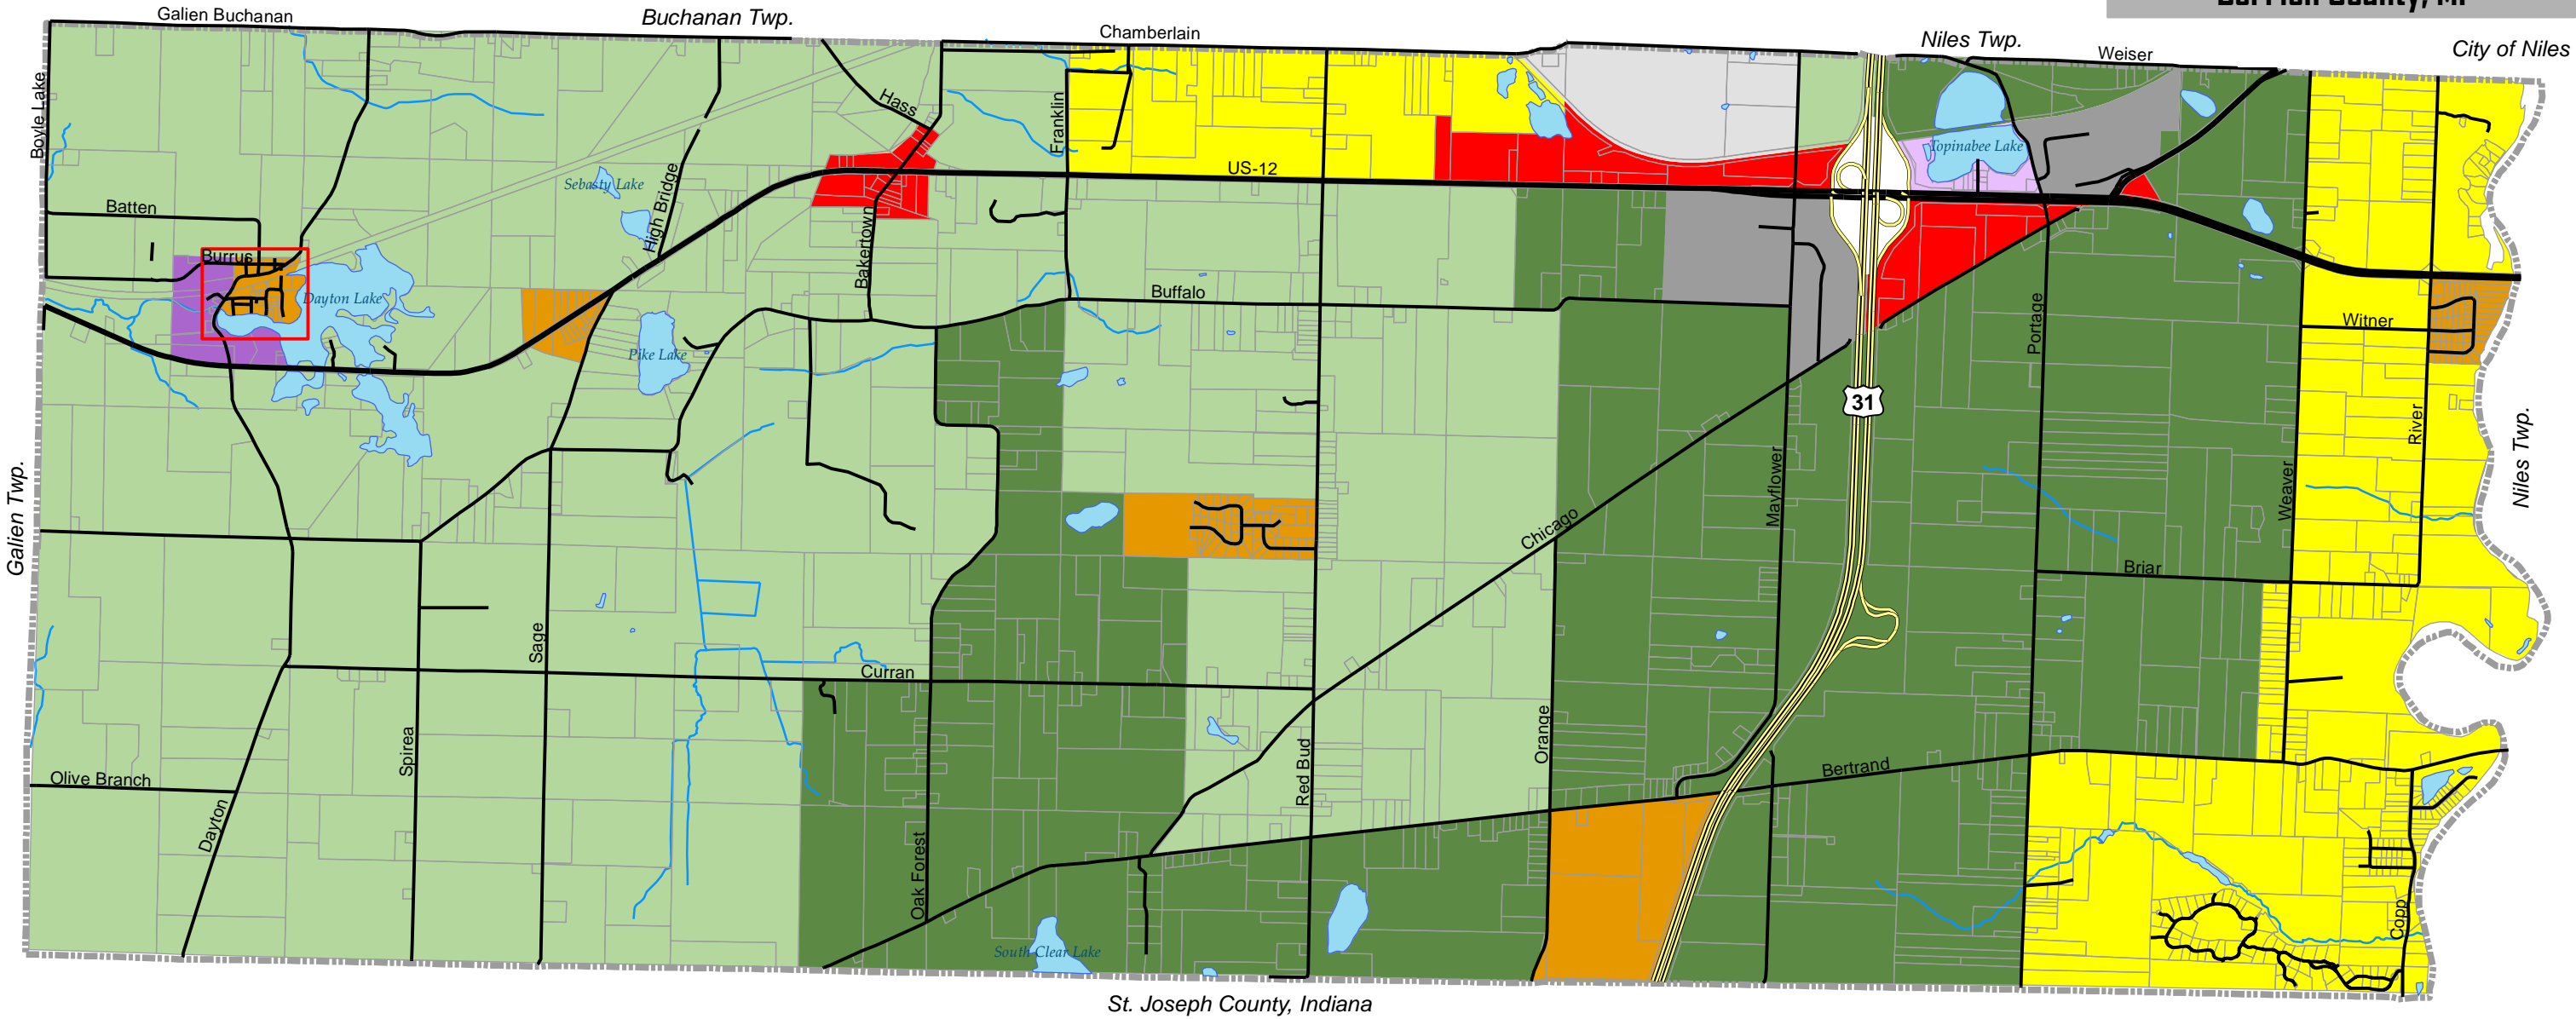 Berrien County, MI
Galien Buchanan
Buchanan Twp.
Chamberlain
Niles Twp.
Weiser
City of Niles
Boyle Lake
Hass
Franklin
US-12
Topinabee Lake
Sebasty Lake
High Bridge
Batten
Bakertown
Burrus
Dayton Lake
Buffalo
Portage
Witner
Pike Lake
31
River
Niles Twp.
Galien Twp.
Mayflower
Weaver
Chicago
Briar
Sage
Curran
Spirea
Orange
Red Bud
Olive Branch
Bertrand
Dayton
Oak Forest
Copp
South Clear Lake
St. Joseph County, Indiana